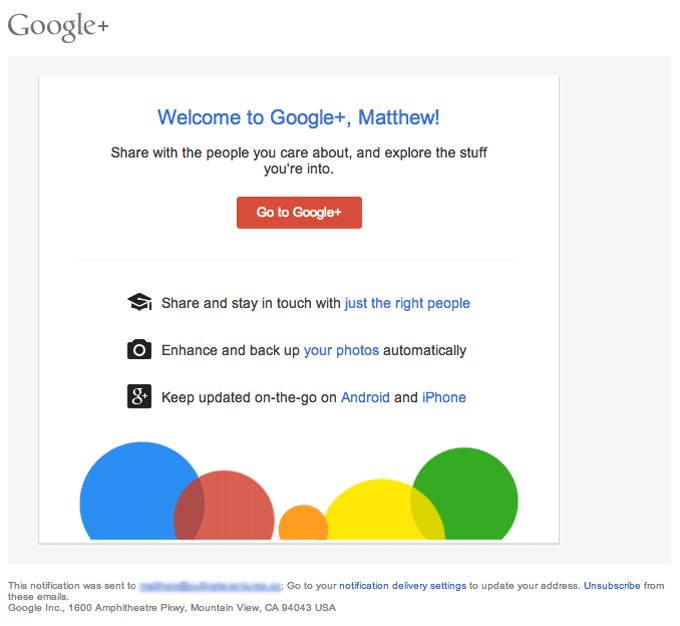 Google+
Welcome to Google+, Matthew!
Share with the people you care about, and explore the stuff
you're into.
Go to Google+
Share and stay in touch with just the right people
Enhance and back up your photos automatically
g+
Keep updated on-the-go on Android and iPhone
This notification was sent to ; Go to your notification delivery settings to update your address. Unsubscribe from
these emails.
Google Inc., 1600 Amphitheatre Pkwy, Mountain View, CA 94043 USA